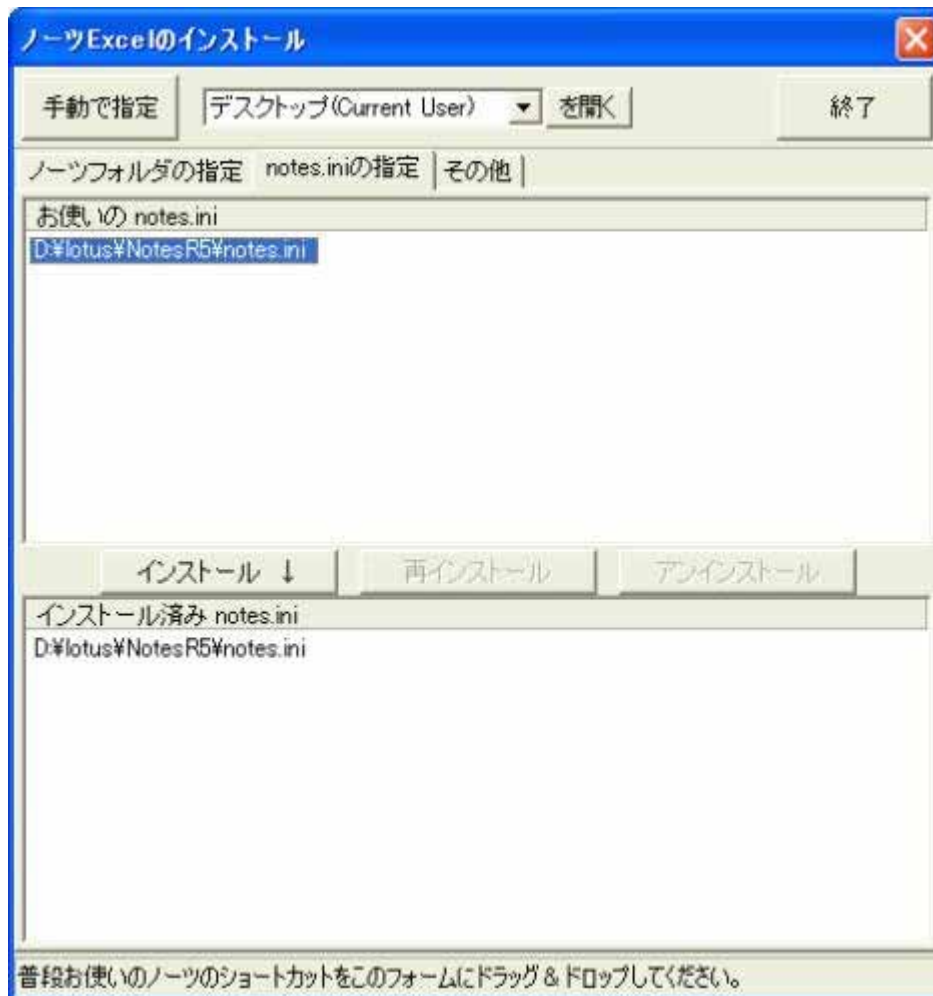 ノーツExcelのインストール
手動で指定 デスクトップ(Current User) を開く 終了
ノーツフォルダの指定 notes.iniの指定 その他
お使いの notes.ini
D:¥lotus¥NotesR5¥notes.ini
インストール ↓ 再インストール アンインストール
インストール済み notes.ini
D:¥lotus¥NotesR5¥notes.ini
普段お使いのノーツのショートカットをこのフォームにドラッグ&ドロップしてください。